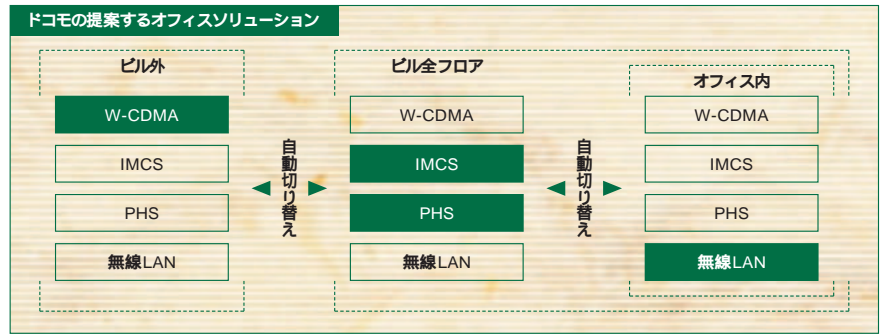 ドコモの提案するオフィスソリューション
ビル外
W-CDMA
IMCS
PHS
無線LAN
自動切り替え
ビル全フロア
W-CDMA
IMCS
PHS
無線LAN
自動切り替え
オフィス内
W-CDMA
IMCS
PHS
無線LAN